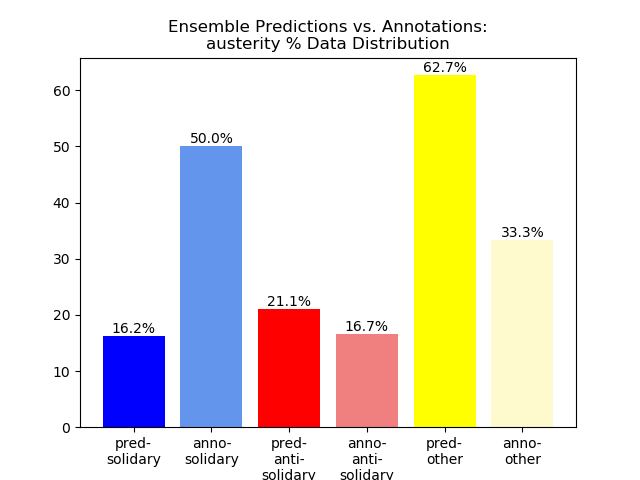 Ensemble Predictions vs. Annotations:
austerity % Data Distribution
62.7%
60
50.0%
50
40
33.3%
30
21.1%
20
16.2%
16.7%
10
0
pred-
solidary
anno-
solidary
pred-
anti-
solidary
anno-
anti-
solidary
pred-
other
anno-
other